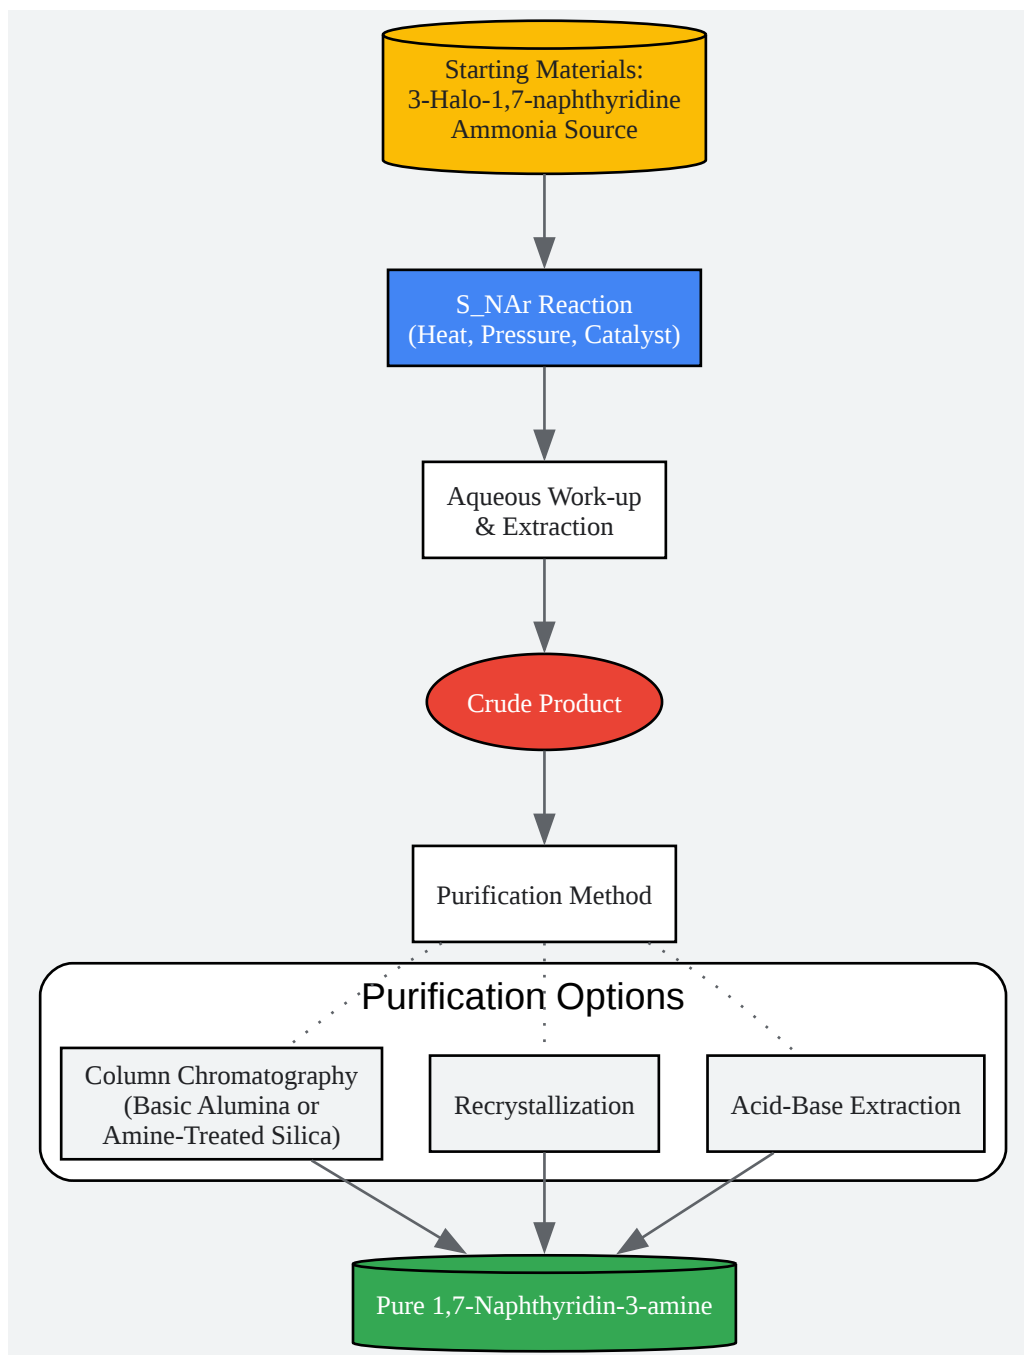 Starting Materials:
3-Halo-1,7-naphthyridine
Ammonia Source
S_NAr Reaction
(Heat, Pressure, Catalyst)
Aqueous Work-up
& Extraction
Crude Product
Purification Method
Purification Options
Column Chromatography
(Basic Alumina or
Amine-Treated Silica)
Recrystallization
Acid-Base Extraction
Pure 1,7-Naphthyridin-3-amine